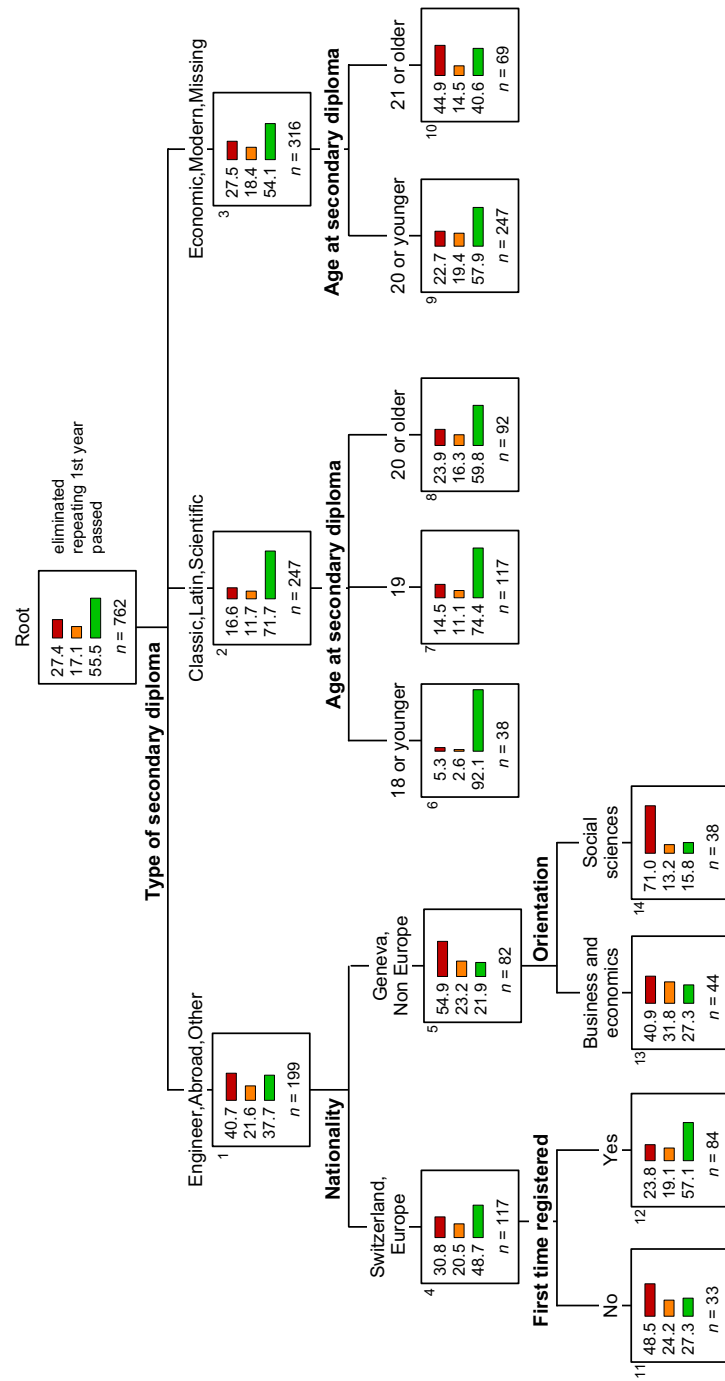 Root
27.4 eliminated
17.1 repeating 1st year
55.5 passed
n = 762
Type of secondary diploma
Engineer,Abroad,Other
1
40.7
21.6
37.7
n = 199
Classic,Latin,Scientific
2
16.6
11.7
71.7
n = 247
Economic,Modern,Missing
3
27.5
18.4
54.1
n = 316
Nationality
Switzerland,
Europe
4
30.8
20.5
48.7
n = 117
Geneva,
Non Europe
5
54.9
23.2
21.9
n = 82
Age at secondary diploma
18 or younger
6
5.3
2.6
92.1
n = 38
19
7
14.5
11.1
74.4
n = 117
20 or older
8
23.9
16.3
59.8
n = 92
Age at secondary diploma
20 or younger
9
22.7
19.4
57.9
n = 247
21 or older
10
44.9
14.5
40.6
n = 69
First time registered
No
11
48.5
24.2
27.3
n = 33
Yes
12
23.8
19.1
57.1
n = 84
Orientation
Business and
economics
13
40.9
31.8
27.3
n = 44
Social
sciences
14
71.0
13.2
15.8
n = 38